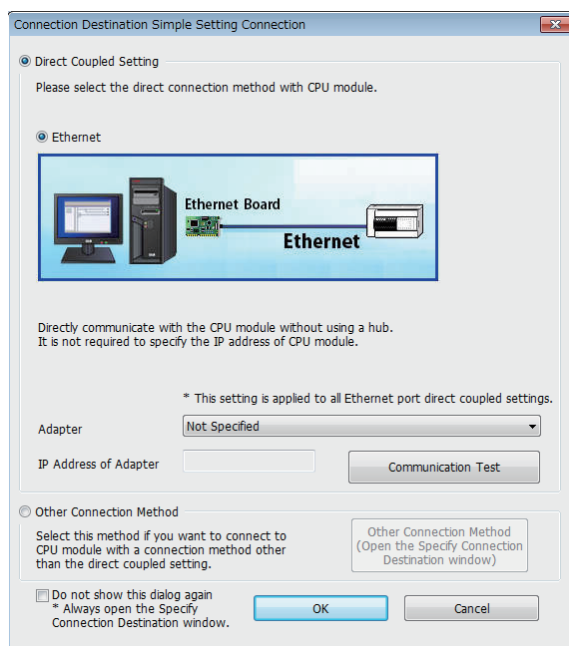 Connection Destination Simple Setting Connection
Direct Coupled Setting
Please select the direct connection method with CPU module.
Ethernet
Ethernet Board
Ethernet
Directly communicate with the CPU module without using a hub.
It is not required to specify the IP address of CPU module.
* This setting is applied to all Ethernet port direct coupled settings.
Adapter
Not Specified
IP Address of Adapter
Communication Test
Other Connection Method
Select this method if you want to connect to
CPU module with a connection method other
than the direct coupled setting.
Other Connection Method
(Open the Specify Connection
Destination window)
Do not show this dialog again
* Always open the Specify
Connection Destination window.
OK
Cancel